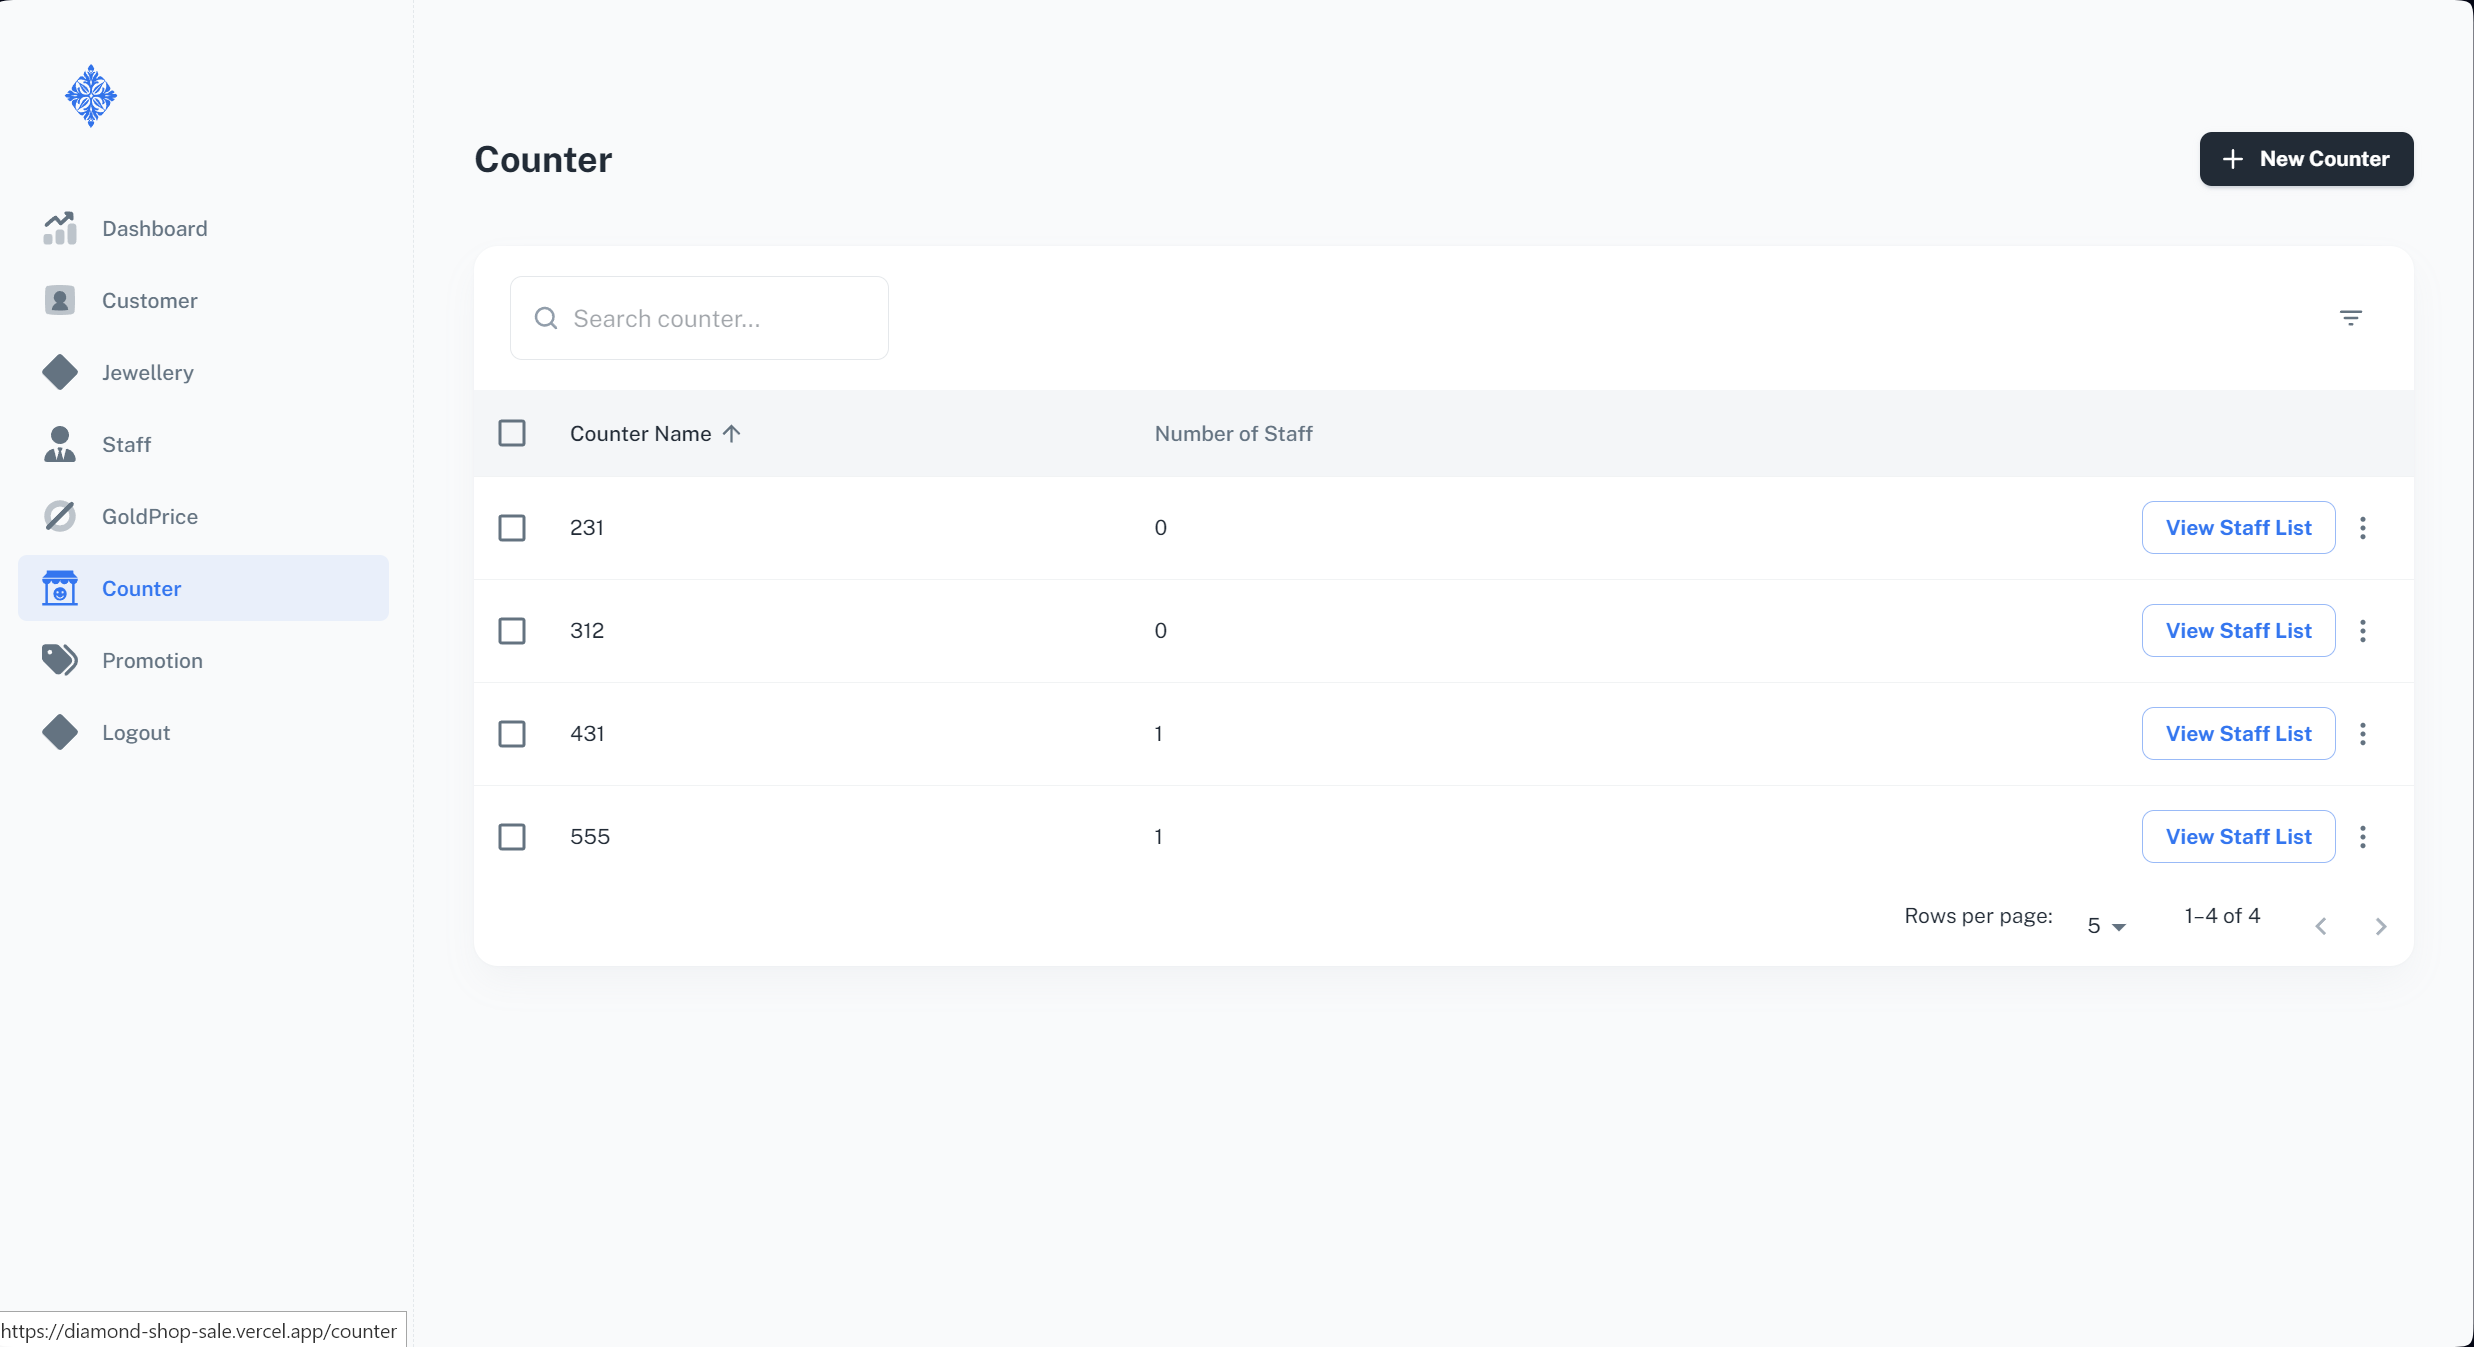 Dashboard
Customer
Jewellery
Staff
GoldPrice
Counter
Promotion
Logout
Counter
New Counter
Search counter...
Counter Name Number of Staff
231 0 View Staff List
312 0 View Staff List
431 1 View Staff List
555 1 View Staff List
Rows per page: 5 1–4 of 4
https://diamond-shop-sale.vercel.app/counter